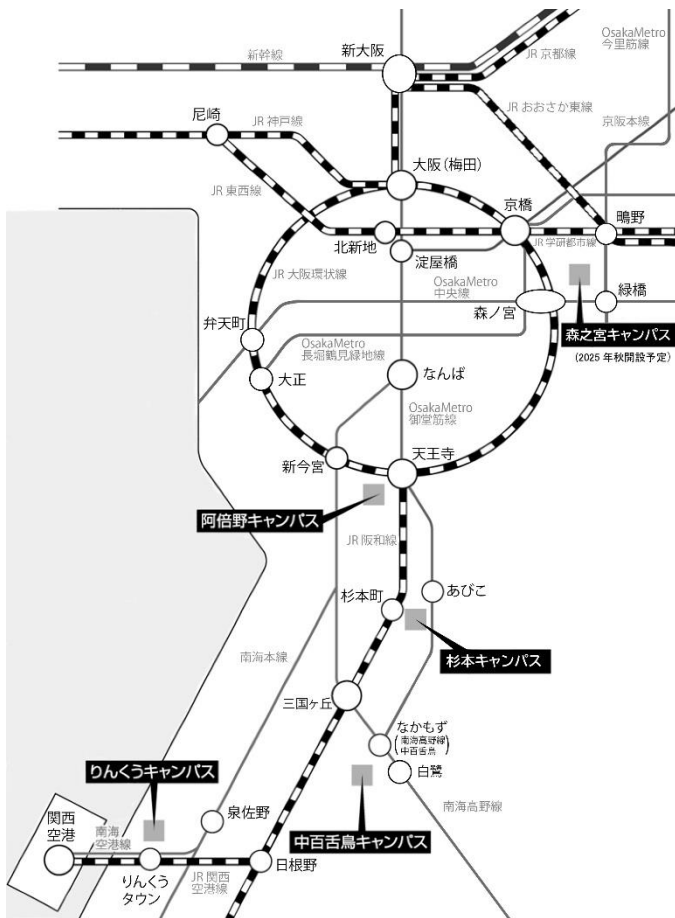 OsakaMetro
今里筋線
新幹線
新大阪
JR 京都線
尼崎
JR 神戸線
JR おおさか東線
京阪本線
大阪（梅田）
JR 東西線
京橋
鴫野
北新地
淀屋橋
JR 学研都市線
JR 大阪環状線
OsakaMetro
中央線
森ノ宮
緑橋
弁天町
森之宮キャンパス
（2025 年秋開設予定）
OsakaMetro
長堀鶴見緑地線
大正
なんば
OsakaMetro
御堂筋線
天王寺
新今宮
阿倍野キャンパス
JR 阪和線
あびこ
杉本町
杉本キャンパス
南海本線
三国ヶ丘
なかもず
（南海高野線
中百舌鳥）
白鷺
りんくうキャンパス
南海高野線
関西
空港
南海
空港線
泉佐野
中百舌鳥キャンパス
りんくう
タウン
JR 関西
空港線
日根野